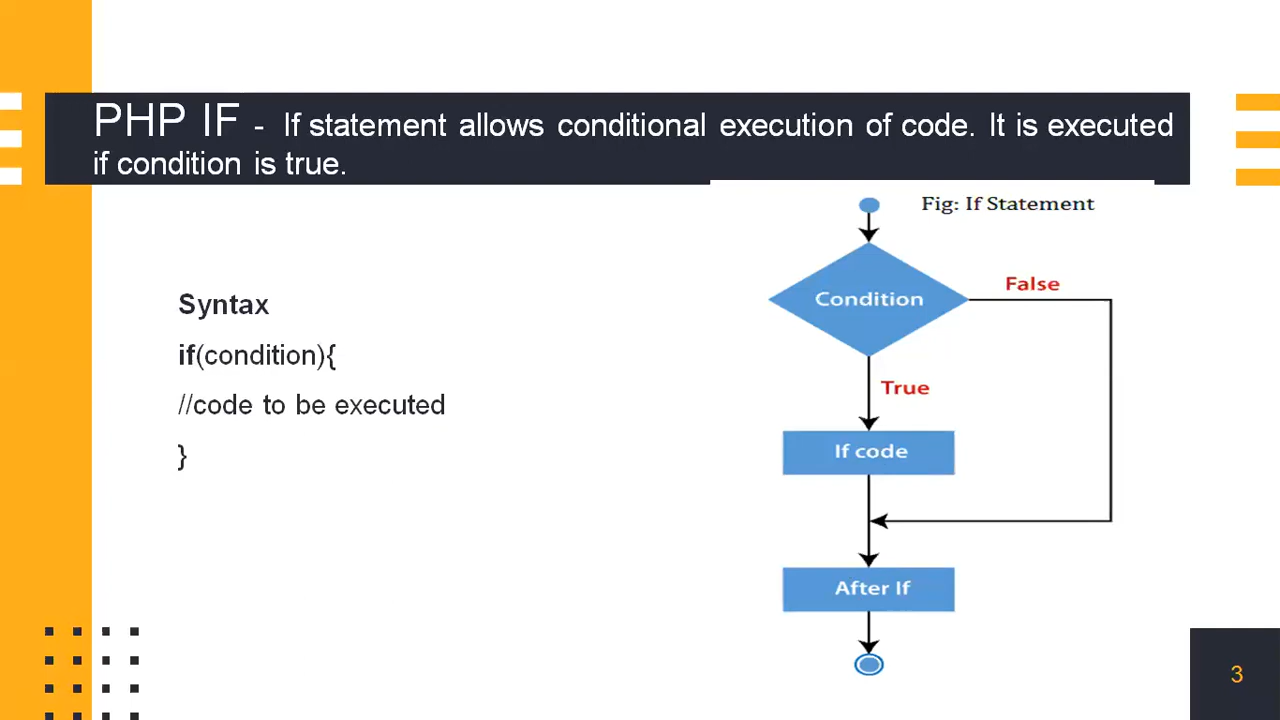 PHP IF - If statement allows conditional execution of code. It is executed
if condition is true.
Syntax
if(condition){
//code to be executed
}
Fig: If Statement
Condition
False
True
If code
After If
3